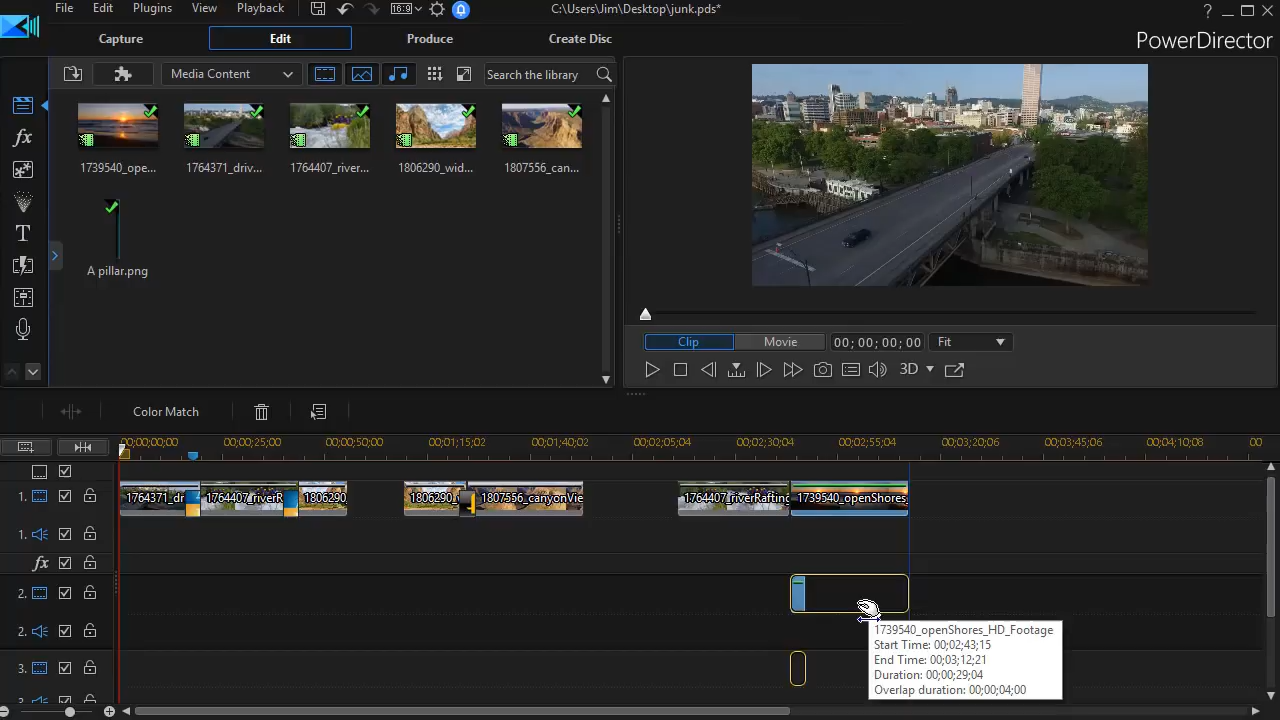 File Edit Plugins View Playback 16:9 C:\Users\Jim\Desktop\junk.pds*
Capture Edit Produce Create Disc
PowerDirector
Media Content Search the library
1739540_ope... 1764371_driv... 1764407_river... 1806290_wid... 1807556_can...
A pillar.png
fx
T
Clip Movie 00; 00; 00; 00 Fit
3D
Color Match
00;00;00;00 00;00;25;00 00;00;50;00 00;01;15;02 00;01;40;02 00;02;05;04 00;02;30;04 00;02;55;04 00;03;20;06 00;03;45;06 00;04;10;08 00
1. 1764371_dr 1764407_riverR 1806290_ 1806290_ 1807556_canyonVie 1764407_riverRafting 1739540_openShores_
1.
fx
2.
2.
1739540_openShores_HD_Footage
Start Time: 00;02;43;15
End Time: 00;03;12;21
Duration: 00;00;29;04
Overlap duration: 00;00;04;00
3.
3.